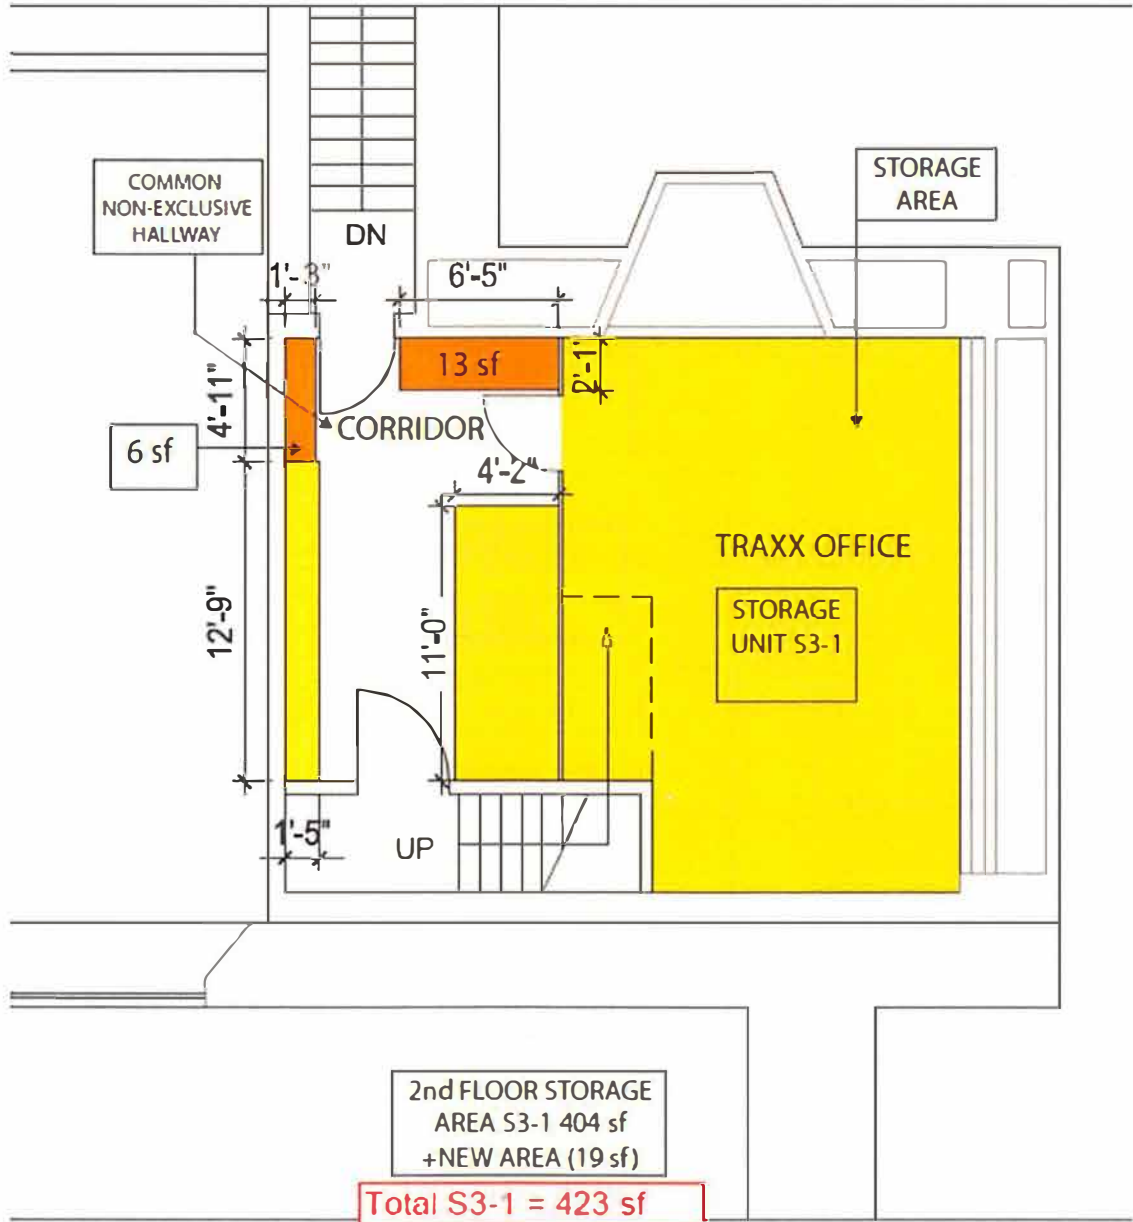 COMMON
NON-EXCLUSIVE
HALLWAY
STORAGE
AREA
DN
1'-3"
6'-5"
13 sf
2'-1"
4'-11"
CORRIDOR
6 sf
4'-2"
TRAXX OFFICE
STORAGE
UNIT S3-1
12'-9"
11'-0"
1'-5"
UP
2nd FLOOR STORAGE
AREA S3-1 404 sf
+NEW AREA (19 sf)
Total S3-1 = 423 sf